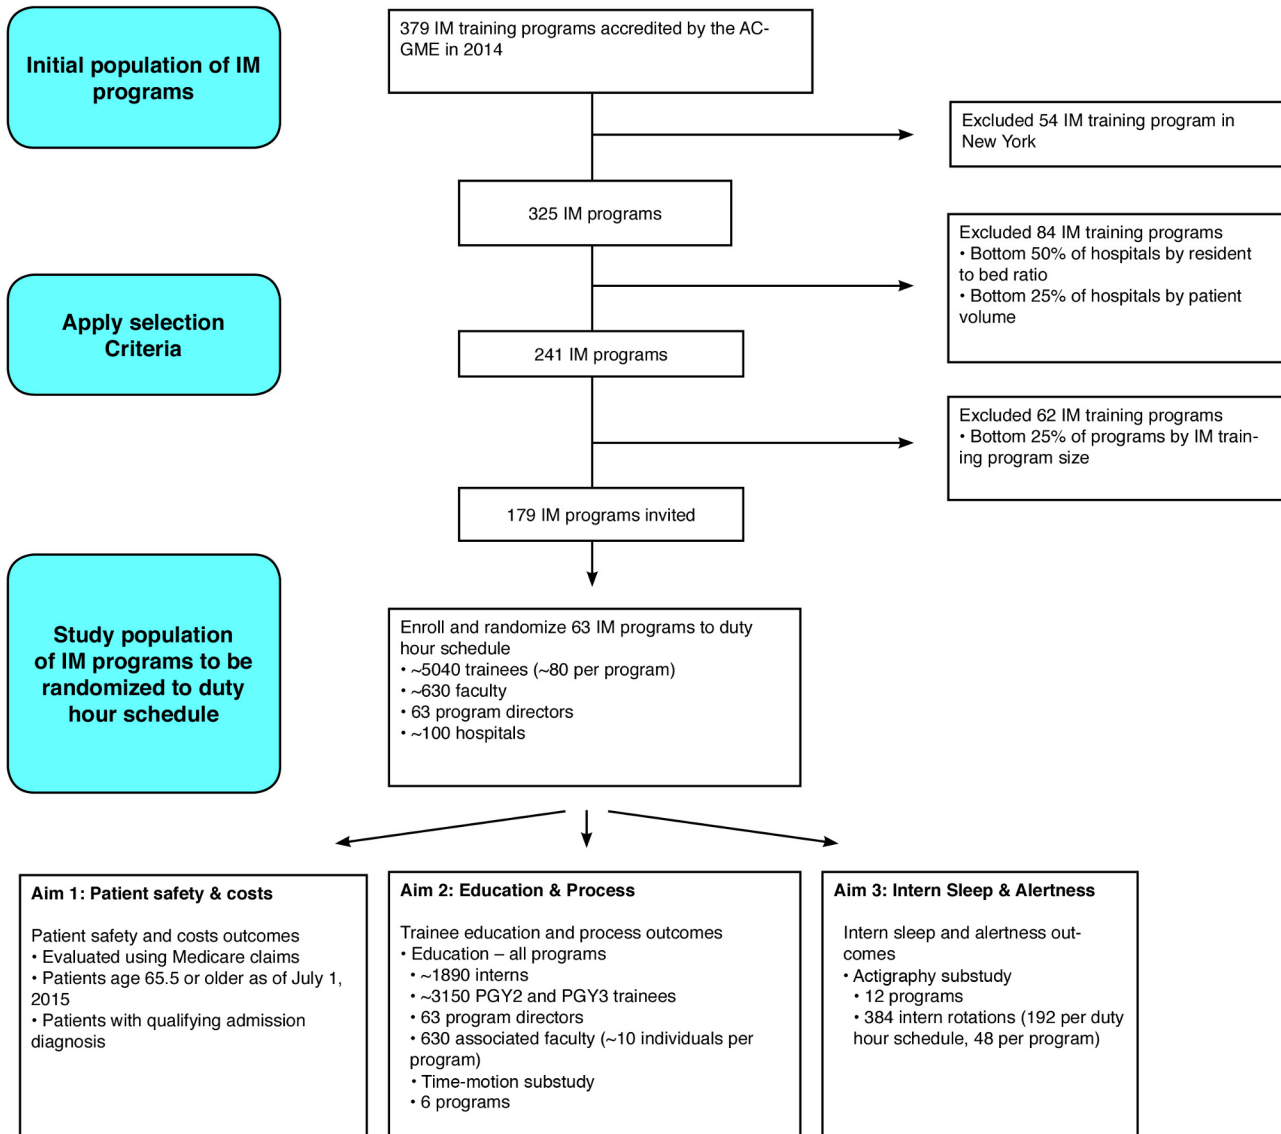 Initial population of IM
programs
379 IM training programs accredited by the AC-
GME in 2014
Excluded 54 IM training program in
New York
325 IM programs
Excluded 84 IM training programs
• Bottom 50% of hospitals by resident
to bed ratio
• Bottom 25% of hospitals by patient
volume
Apply selection
Criteria
241 IM programs
Excluded 62 IM training programs
• Bottom 25% of programs by IM train-
ing program size
179 IM programs invited
Study population
of IM programs to be
randomized to duty
hour schedule
Enroll and randomize 63 IM programs to duty
hour schedule
• ~5040 trainees (~80 per program)
• ~630 faculty
• 63 program directors
• ~100 hospitals
Aim 1: Patient safety & costs
Patient safety and costs outcomes
• Evaluated using Medicare claims
• Patients age 65.5 or older as of July 1,
2015
• Patients with qualifying admission
diagnosis
Aim 2: Education & Process
Trainee education and process outcomes
• Education – all programs
• ~1890 interns
• ~3150 PGY2 and PGY3 trainees
• 63 program directors
• 630 associated faculty (~10 individuals per
program)
• Time-motion substudy
• 6 programs
Aim 3: Intern Sleep & Alertness
Intern sleep and alertness out-
comes
• Actigraphy substudy
• 12 programs
• 384 intern rotations (192 per duty
hour schedule, 48 per program)